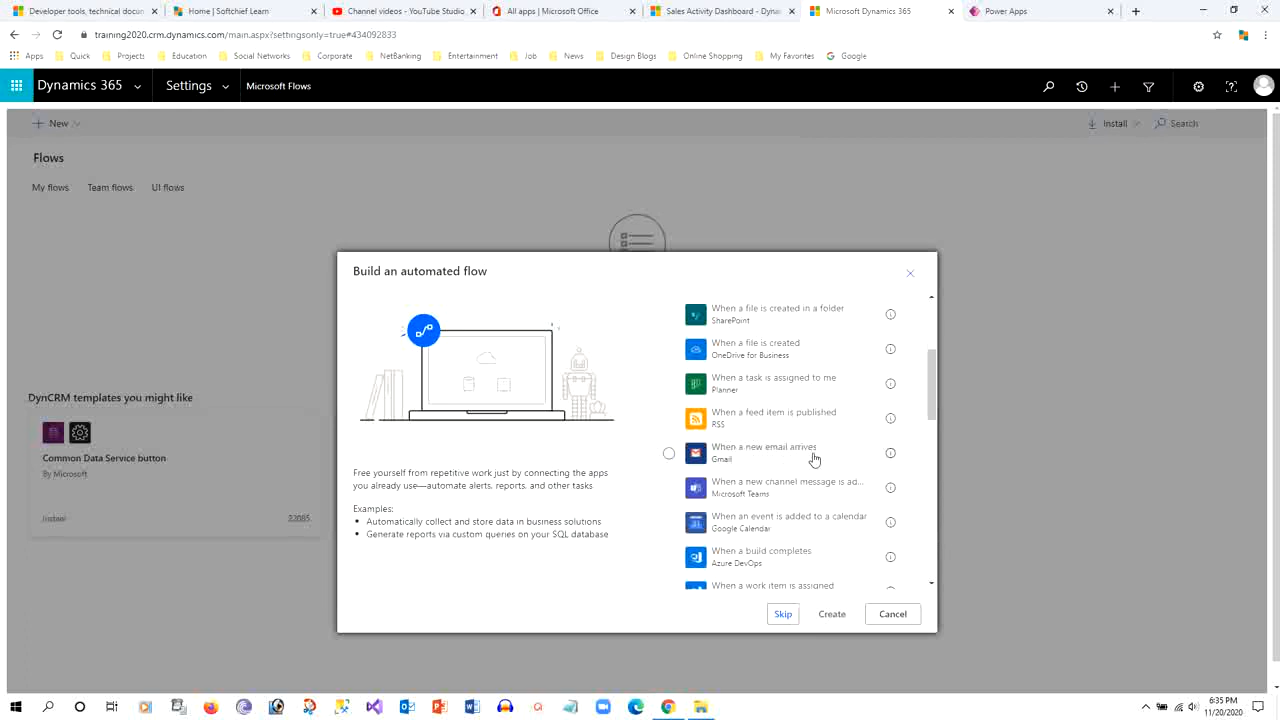 Developer tools, technical docum
Home | Softchief Learn
Channel videos - YouTube Studio
All apps | Microsoft Office
Sales Activity Dashboard - Dynam
Microsoft Dynamics 365
Power Apps
training2020.crm.dynamics.com/main.aspx?settingsonly=true#434092833
Apps
Quick
Projects
Education
Social Networks
Corporate
NetBanking
Entertainment
Job
News
Design Blogs
Online Shopping
My Favorites
Google
Dynamics 365
Settings
Microsoft Flows
New
Install
Search
Flows
My flows
Team flows
UI flows
DynCRM templates you might like
Common Data Service button
By Microsoft
Instant
22085
Build an automated flow
Free yourself from repetitive work just by connecting the apps
you already use—automate alerts, reports, and other tasks
Examples:
• Automatically collect and store data in business solutions
• Generate reports via custom queries on your SQL database
When a file is created in a folder
SharePoint
When a file is created
OneDrive for Business
When a task is assigned to me
Planner
When a feed item is published
RSS
When a new email arrives
Gmail
When a new channel message is ad...
Microsoft Teams
When an event is added to a calendar
Google Calendar
When a build completes
Azure DevOps
When a work item is assigned
Skip
Create
Cancel
6:35 PM
11/20/2020